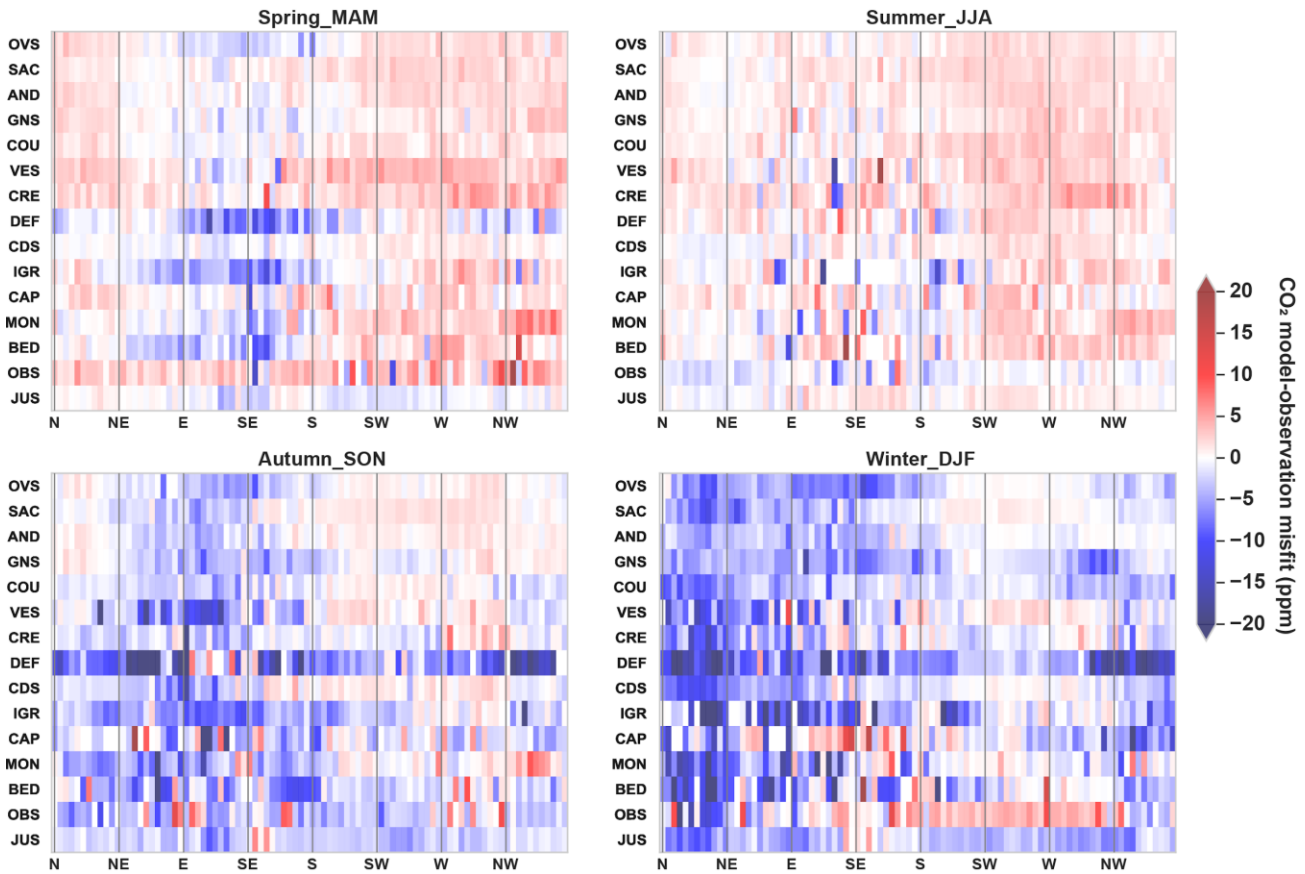 Spring_MAM
Summer_JJA
OVS
SAC
AND
GNS
COU
VES
CRE
DEF
CDS
IGR
CAP
MON
BED
OBS
JUS
N NE E SE S SW W NW
OVS
SAC
AND
GNS
COU
VES
CRE
DEF
CDS
IGR
CAP
MON
BED
OBS
JUS
N NE E SE S SW W NW
Autumn_SON
Winter_DJF
OVS
SAC
AND
GNS
COU
VES
CRE
DEF
CDS
IGR
CAP
MON
BED
OBS
JUS
N NE E SE S SW W NW
OVS
SAC
AND
GNS
COU
VES
CRE
DEF
CDS
IGR
CAP
MON
BED
OBS
JUS
N NE E SE S SW W NW
20
15
10
5
0
−5
−10
−15
−20
CO₂ model-observation misfit (ppm)